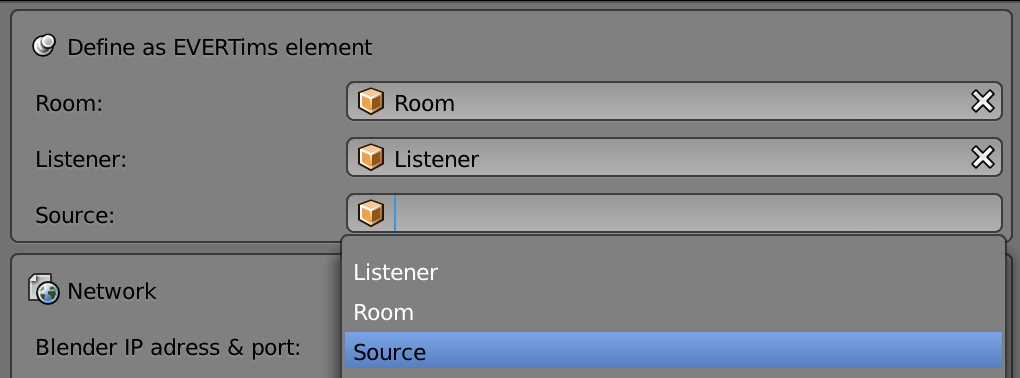 Define as EVERTims element
Room: Room
Listener: Listener
Source:
Listener
Room
Network
Blender IP adress & port:
Source